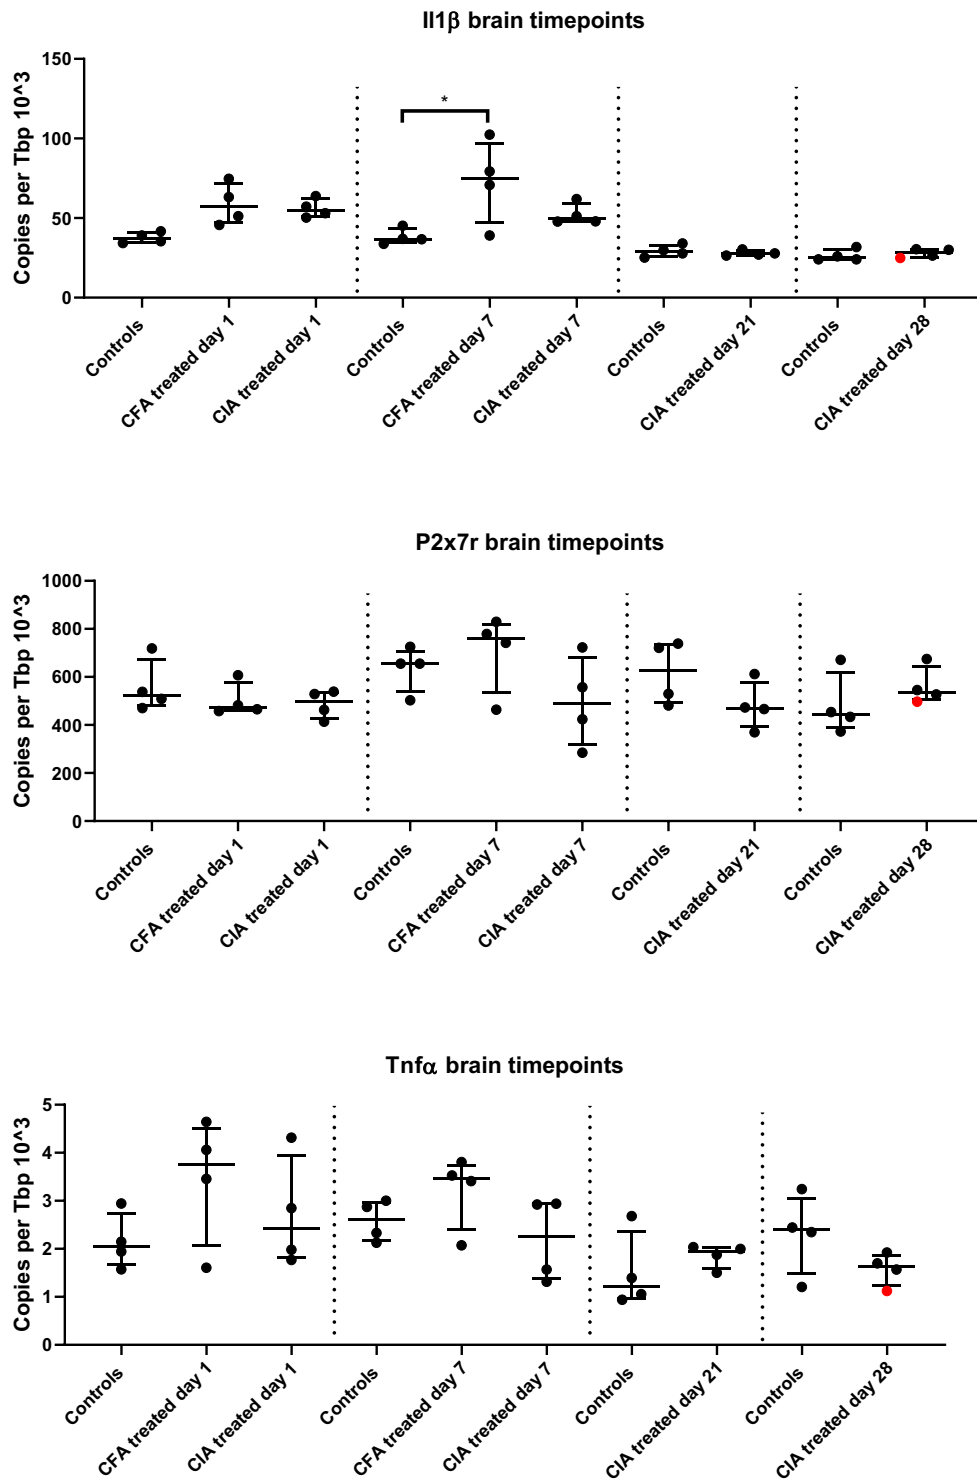 Il1β brain timepoints
Copies per Tbp 10^3
150
100
50
0
*
Controls
CFA treated day 1
CIA treated day 1
Controls
CFA treated day 7
CIA treated day 7
Controls
CIA treated day 21
Controls
CIA treated day 28
P2x7r brain timepoints
Copies per Tbp 10^3
1000
800
600
400
200
0
Controls
CFA treated day 1
CIA treated day 1
Controls
CFA treated day 7
CIA treated day 7
Controls
CIA treated day 21
Controls
CIA treated day 28
Tnfα brain timepoints
Copies per Tbp 10^3
5
4
3
2
1
0
Controls
CFA treated day 1
CIA treated day 1
Controls
CFA treated day 7
CIA treated day 7
Controls
CIA treated day 21
Controls
CIA treated day 28